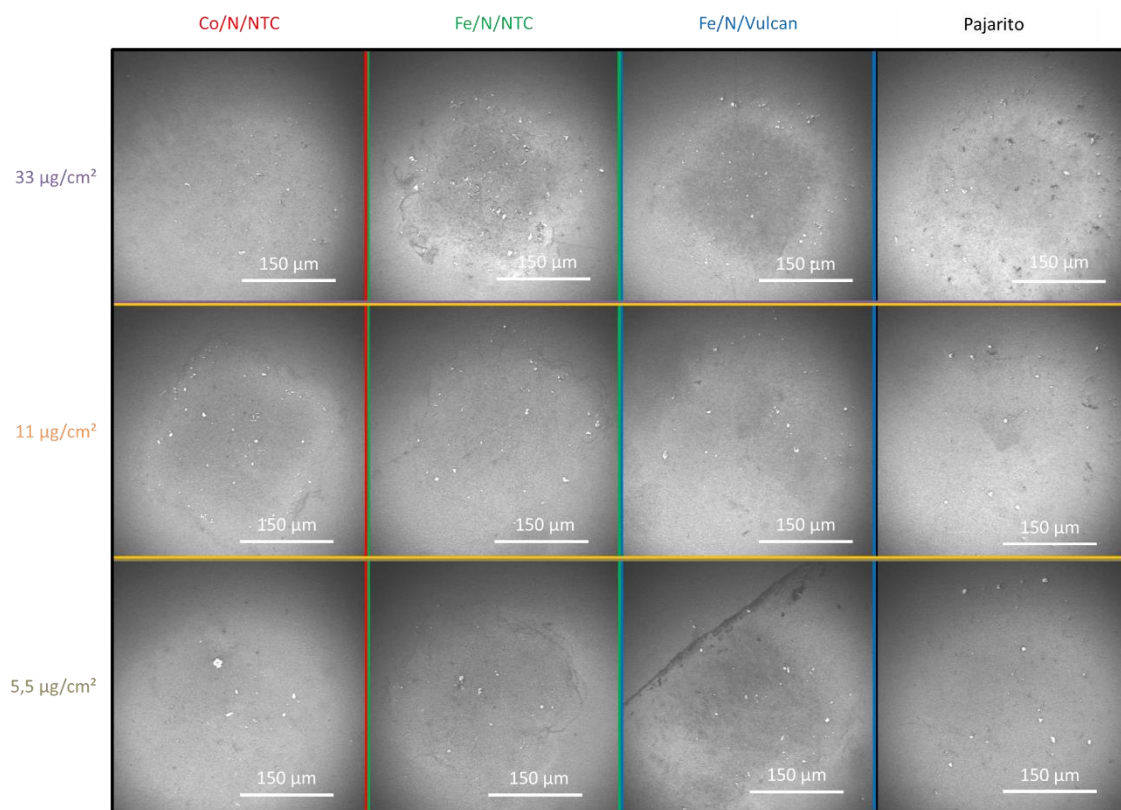 Co/N/NTC Fe/N/NTC Fe/N/Vulcan Pajarito
33 µg/cm²
150 µm 150 µm 150 µm 150 µm
11 µg/cm²
150 µm 150 µm 150 µm 150 µm
5,5 µg/cm²
150 µm 150 µm 150 µm 150 µm